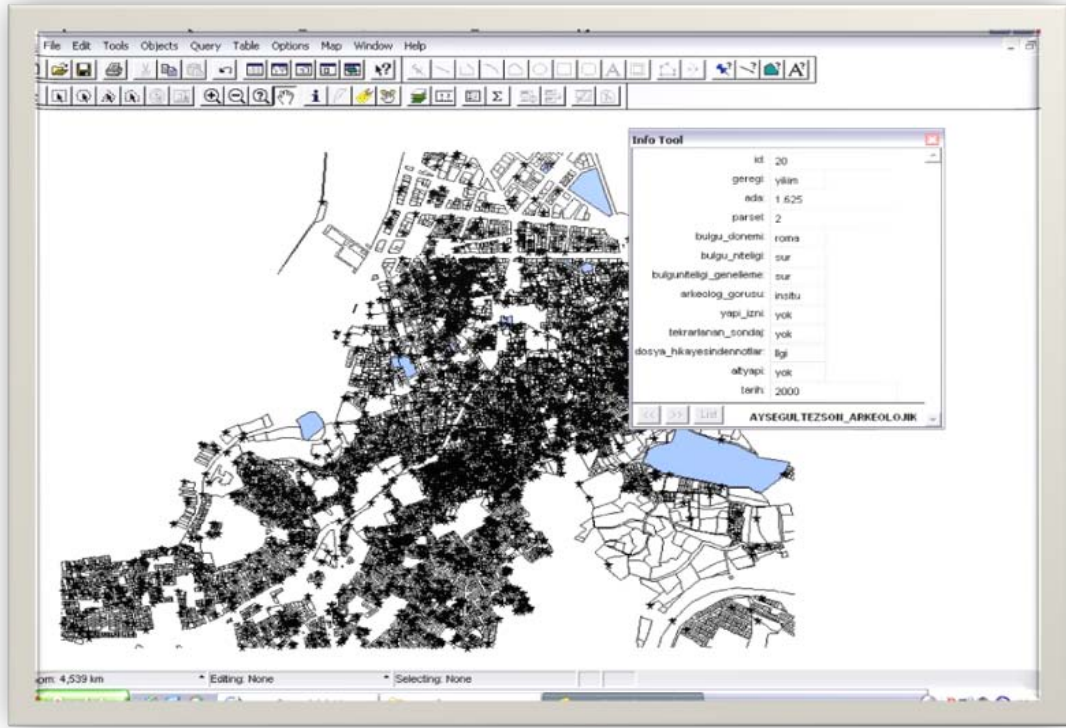 File Edit Tools Objects Query Table Options Map Window Help
Info Tool
id: 20
geregi: yikim
ada: 1.625
parsel: 2
bulgu_donemi: roma
bulgu_niteligi: sur
bulguniteligi_genelleme: sur
arkeolog_gorusu: insitu
yapi_izni: yok
tekrarlanan_sondaj: yok
dosya_hikayesindennotlar: Ilgi
altyapi: yok
tarih: 2000
<< >> List AYSEGULTEZSON_ARKEOLOJIK
4,539 km Editing: None Selecting: None